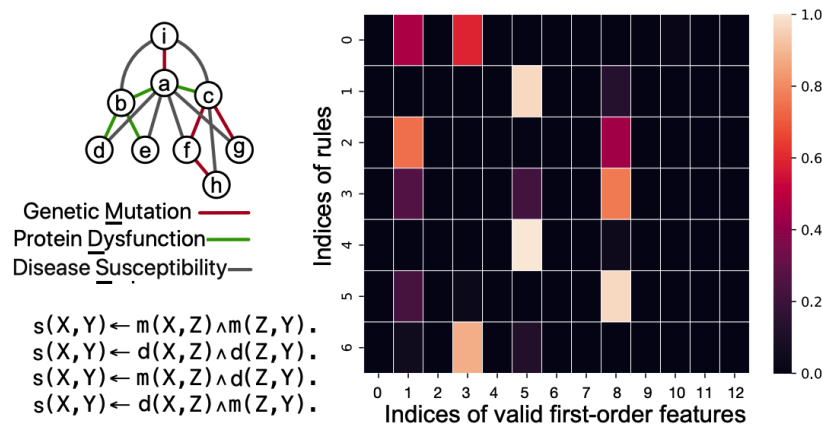 i
a
b
c
d
e
f
g
h
Genetic Mutation
Protein Dysfunction
Disease Susceptibility
s(X,Y)← m(X,Z)∧m(Z,Y).
s(X,Y)← d(X,Z)∧d(Z,Y).
s(X,Y)← m(X,Z)∧d(Z,Y).
s(X,Y)← d(X,Z)∧m(Z,Y).
Indices of rules
0
1
2
3
4
5
6
0 1 2 3 4 5 6 7 8 9 10 11 12
Indices of valid first-order features
1.0
0.8
0.6
0.4
0.2
0.0